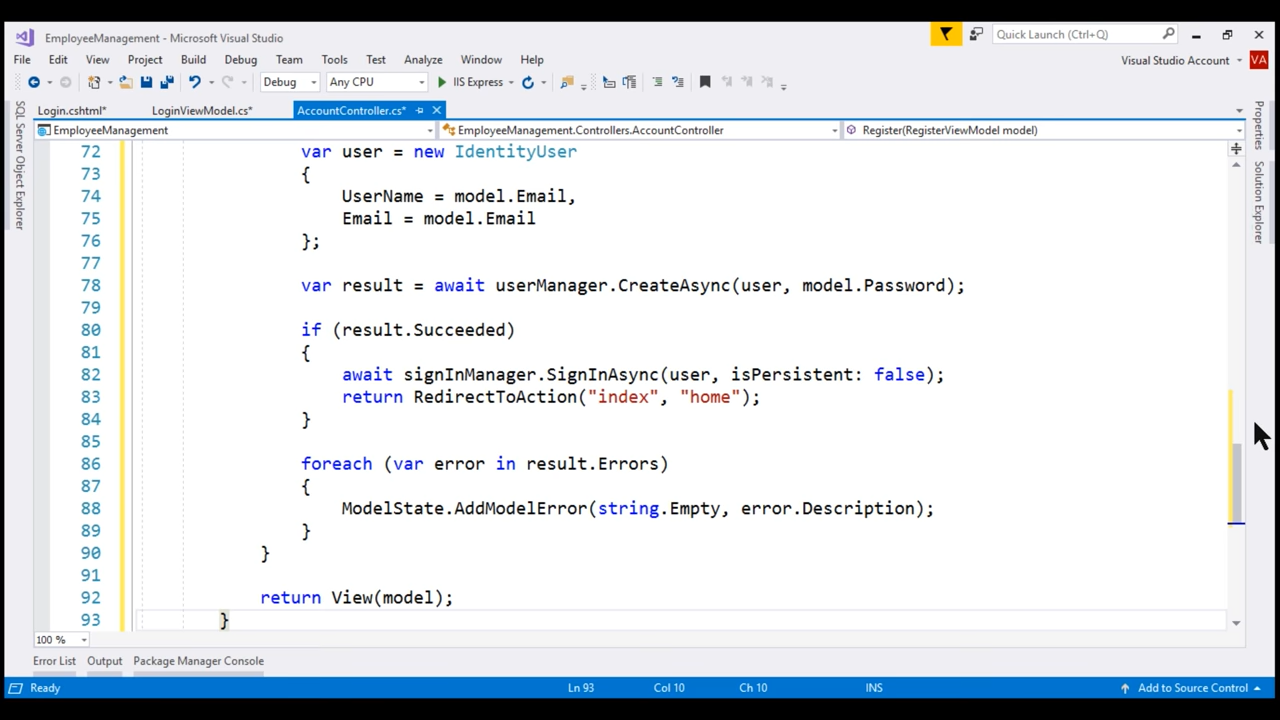 EmployeeManagement - Microsoft Visual Studio
Quick Launch (Ctrl+Q)
File Edit View Project Build Debug Team Tools Test Analyze Window Help
Visual Studio Account VA
Debug Any CPU IIS Express
Login.cshtml* LoginViewModel.cs* AccountController.cs*
EmployeeManagement EmployeeManagement.Controllers.AccountController Register(RegisterViewModel model)
SQL Server Object Explorer
Properties
Solution Explorer
72 var user = new IdentityUser
73 {
74 UserName = model.Email,
75 Email = model.Email
76 };
77
78 var result = await userManager.CreateAsync(user, model.Password);
79
80 if (result.Succeeded)
81 {
82 await signInManager.SignInAsync(user, isPersistent: false);
83 return RedirectToAction("index", "home");
84 }
85
86 foreach (var error in result.Errors)
87 {
88 ModelState.AddModelError(string.Empty, error.Description);
89 }
90 }
91
92 return View(model);
93 }
100 %
Error List Output Package Manager Console
Ready Ln 93 Col 10 Ch 10 INS Add to Source Control